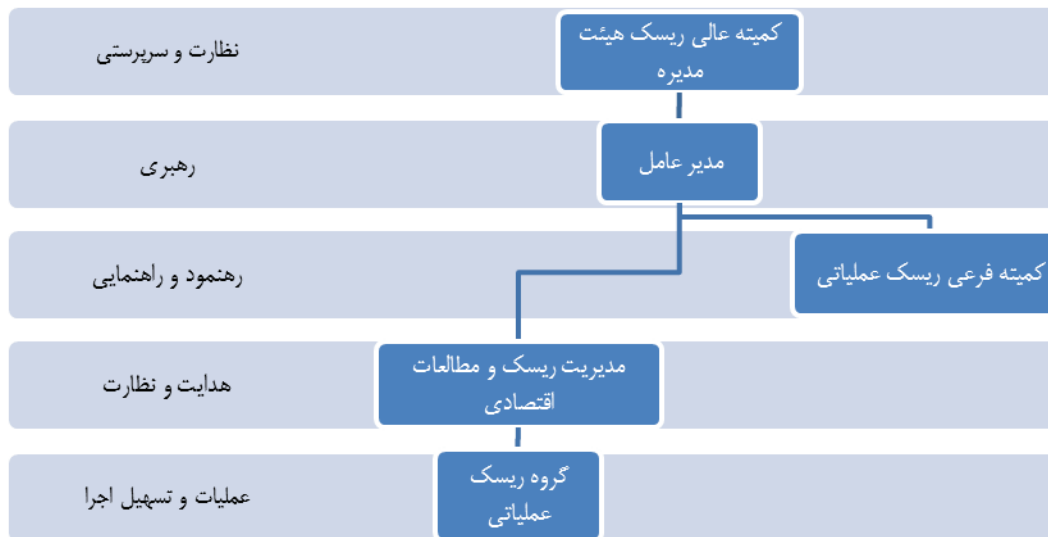 کمیته عالی ریسک هیئت
مدیره
نظارت و سرپرستی
مدیر عامل
رهبری
کمیته فرعی ریسک عملیاتی
رهنمود و راهنمایی
مدیریت ریسک و مطالعات
اقتصادی
هدایت و نظارت
گروه ریسک
عملیاتی
عملیات و تسهیل اجرا